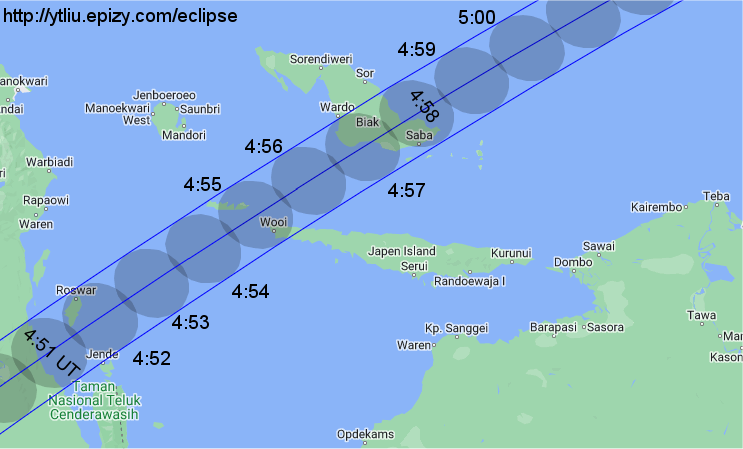 http://ytliu.epizy.com/eclipse
5:00
4:59
Sorendiweri
Sor
anokwari
Jenboeroeo
4:58
ndai
Manoekwari
West
Saunbri
Wardo
Biak
Mandori
Saba
4:56
Warbiadi
ri
4:55
4:57
Rapaowi
Teba
Kairembo
Waren
Wooi
Japen Island
Kurunui
Sawai
Serui
Dombo
Randoewaja I
Roswar
4:54
4:53
Tawa
Kp. Sanggei
Barapasi
Sasora
Mar
Waren
4:51 UT
Jende
4:52
Kason
Taman
Nasional Teluk
Cenderawasih
Opdekams